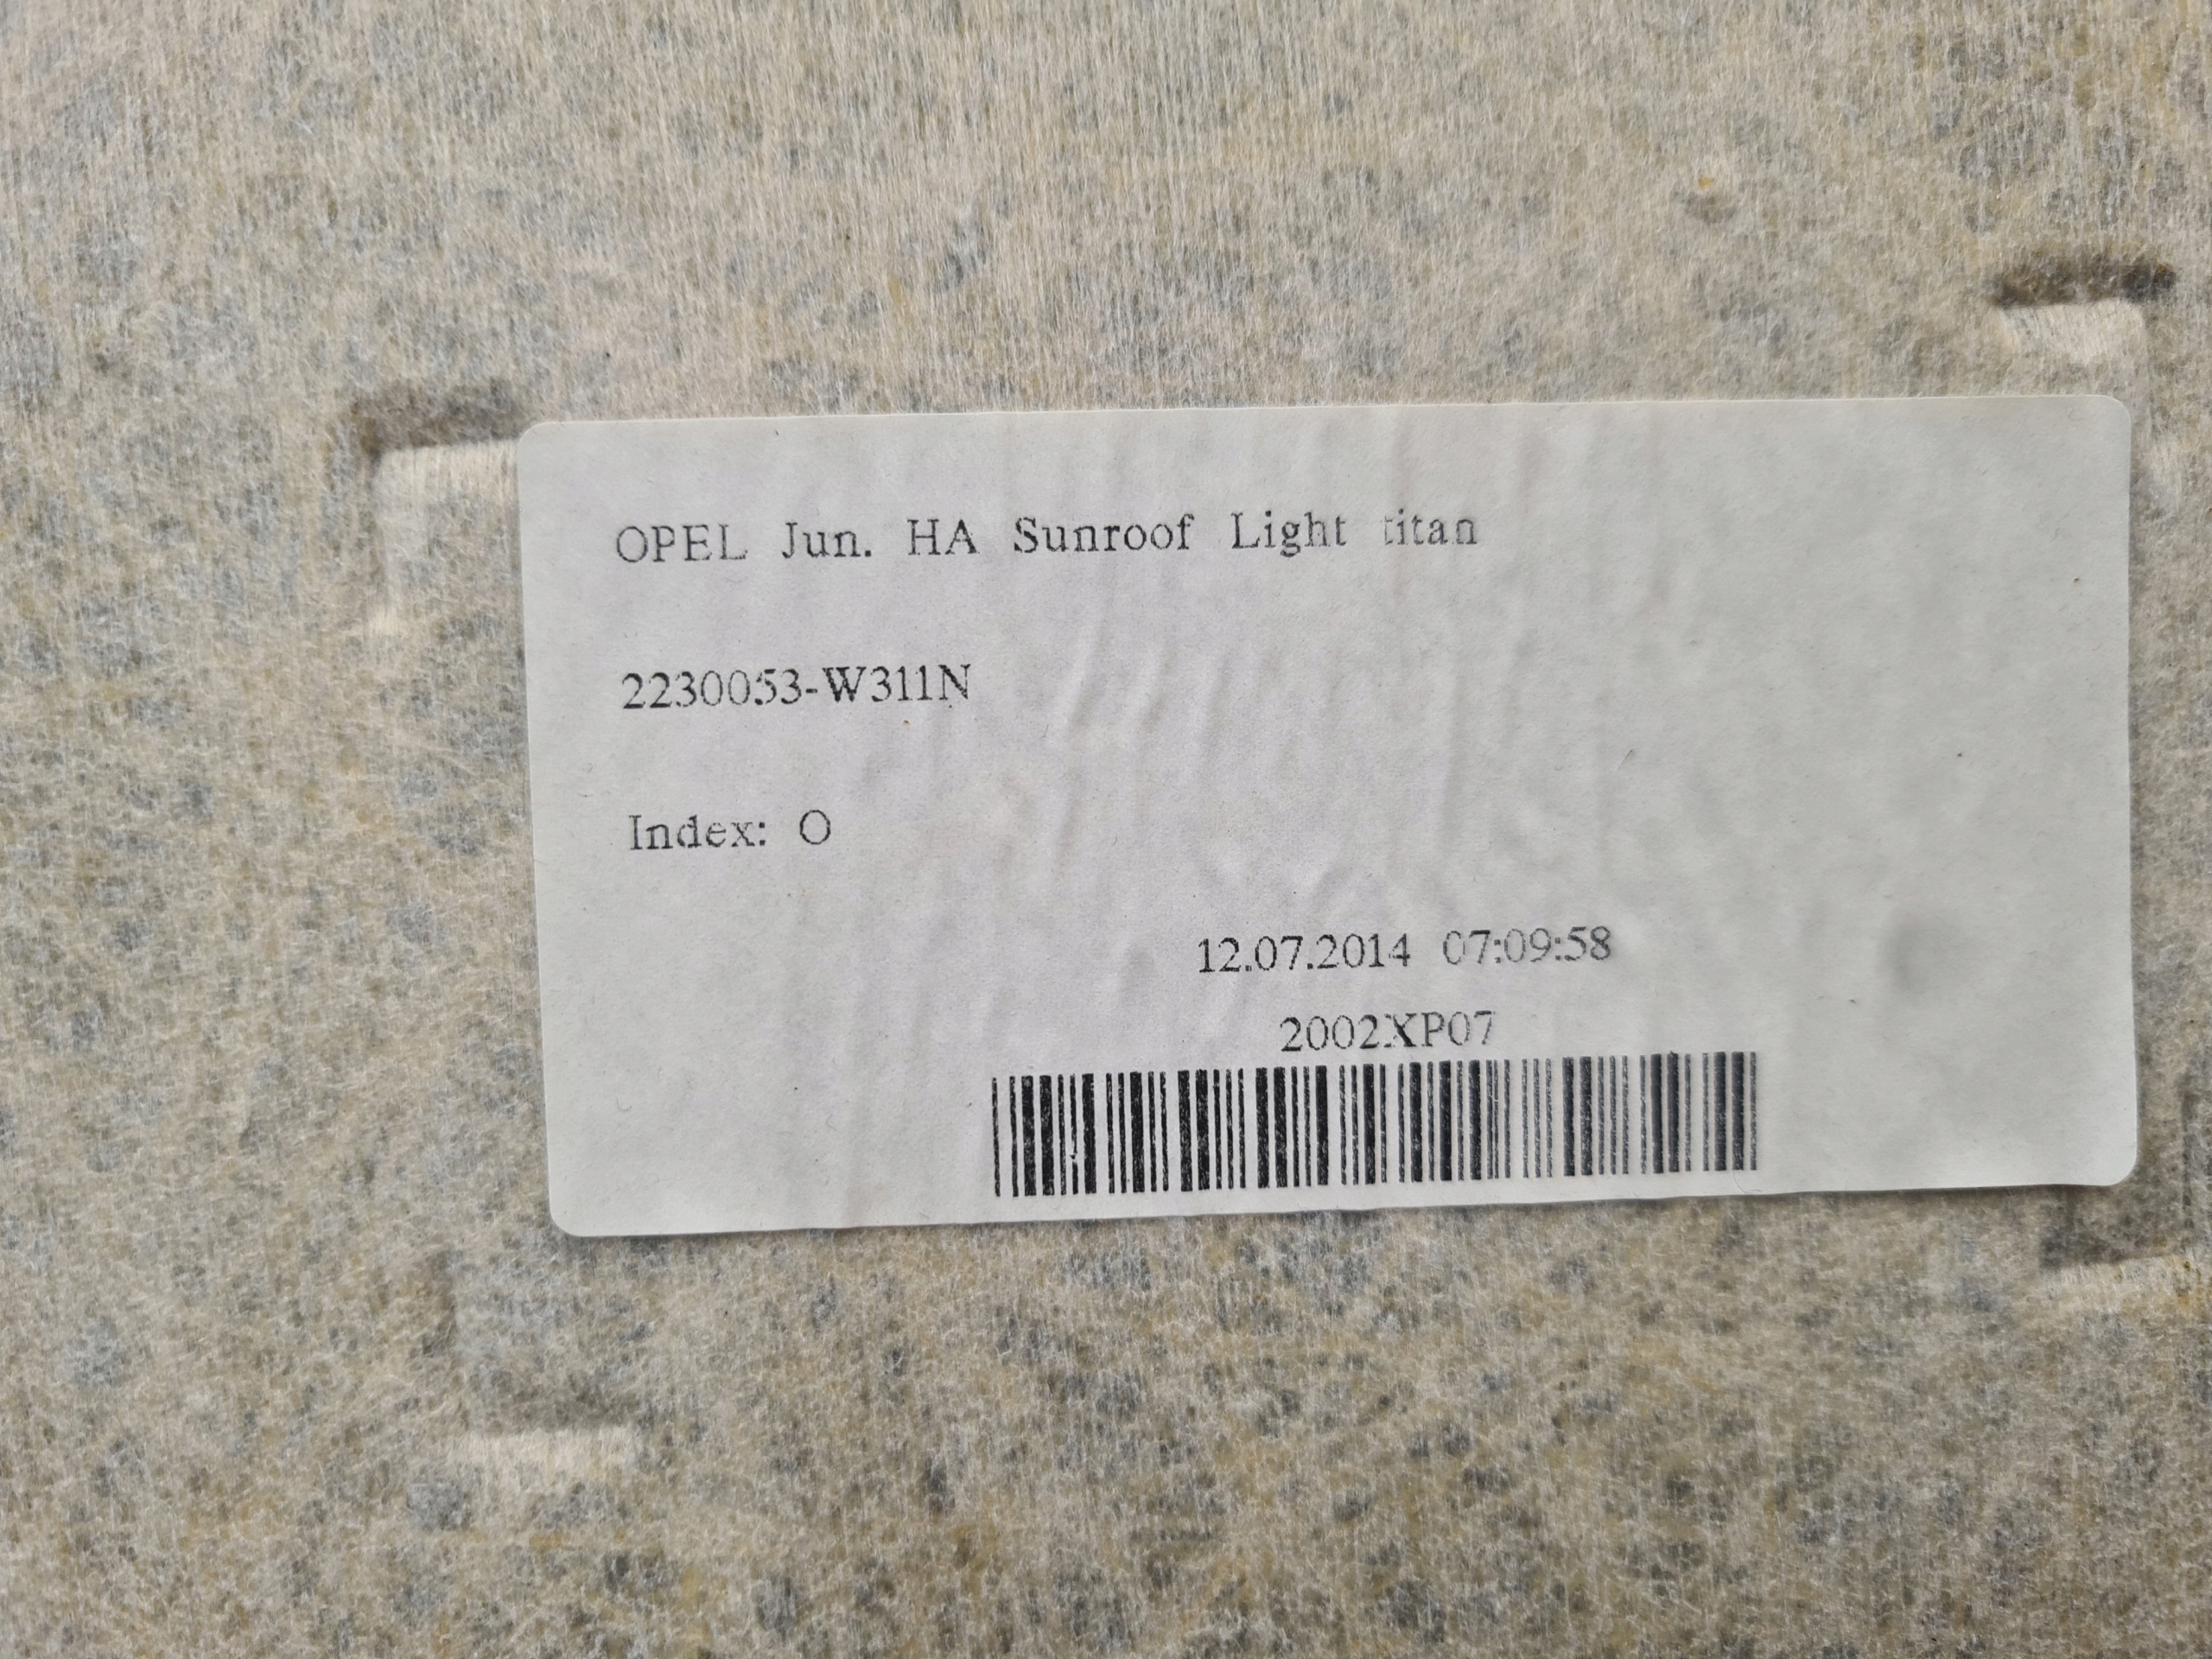 OPEL Jun. HA Sunroof Light titan
2230053-W311N
Index: O
12.07.2014 07:09:58
2002XP07